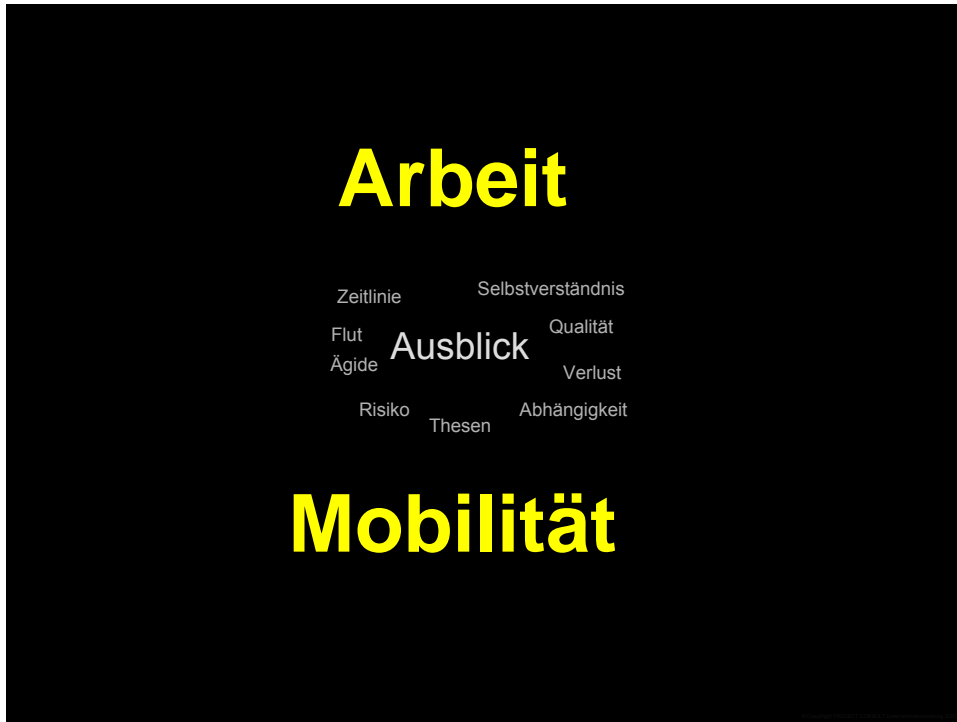 Arbeit
Selbstverständnis
Zeitlinie
Qualität
Flut
Ausblick
Ägide
Verlust
Risiko
Abhängigkeit
Thesen
Mobilität